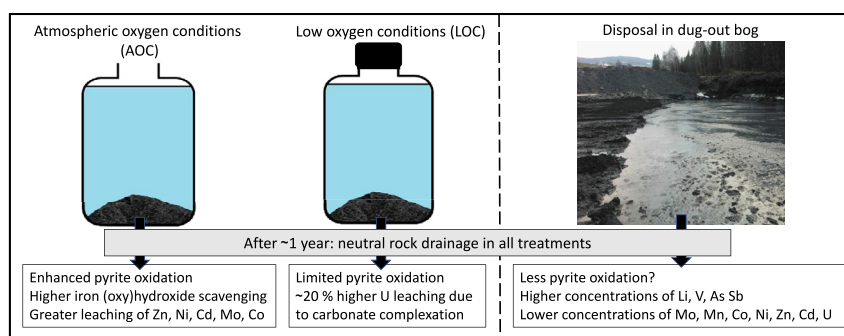 Atmospheric oxygen conditions
(AOC)
Low oxygen conditions (LOC)
Disposal in dug-out bog
After ~1 year: neutral rock drainage in all treatments
Enhanced pyrite oxidation
Higher iron (oxy)hydroxide scavenging
Greater leaching of Zn, Ni, Cd, Mo, Co
Limited pyrite oxidation
~20 % higher U leaching due
to carbonate complexation
Less pyrite oxidation?
Higher concentrations of Li, V, As Sb
Lower concentrations of Mo, Mn, Co, Ni, Zn, Cd, U